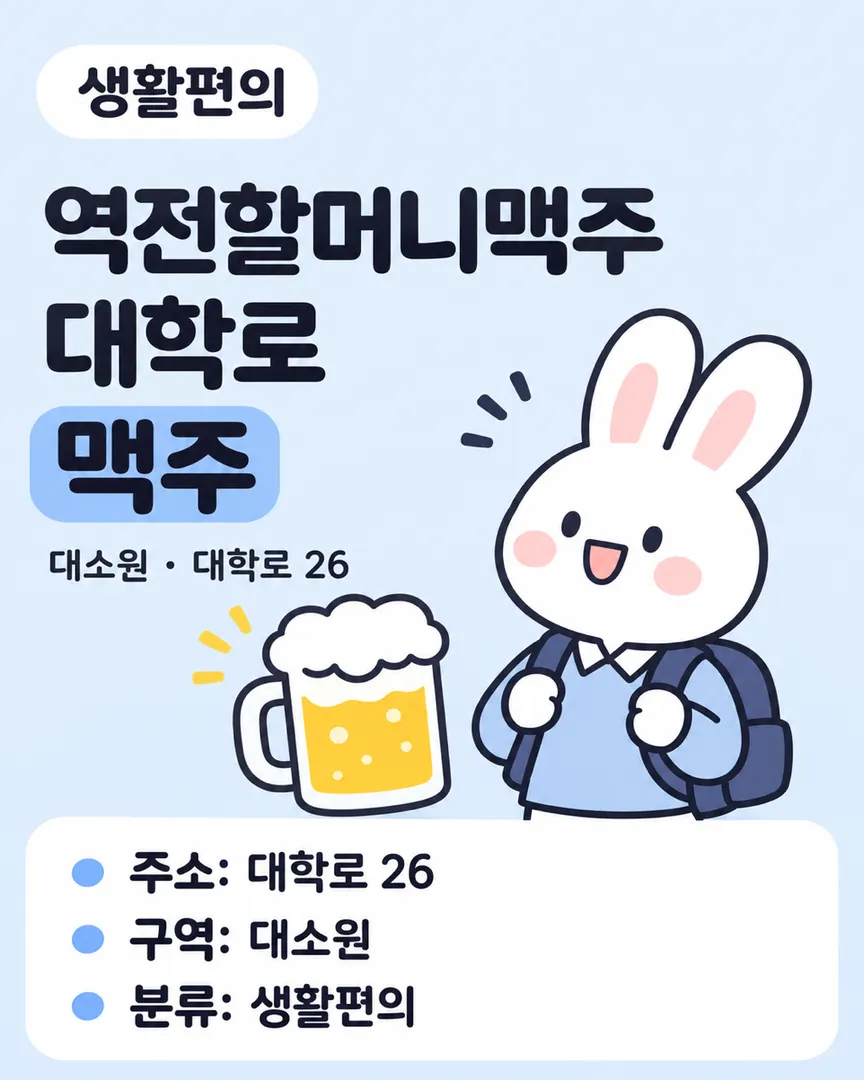 생활편의
역전할머니맥주
대학로
맥주
대소원 · 대학로 26
주소: 대학로 26
구역: 대소원
분류: 생활편의